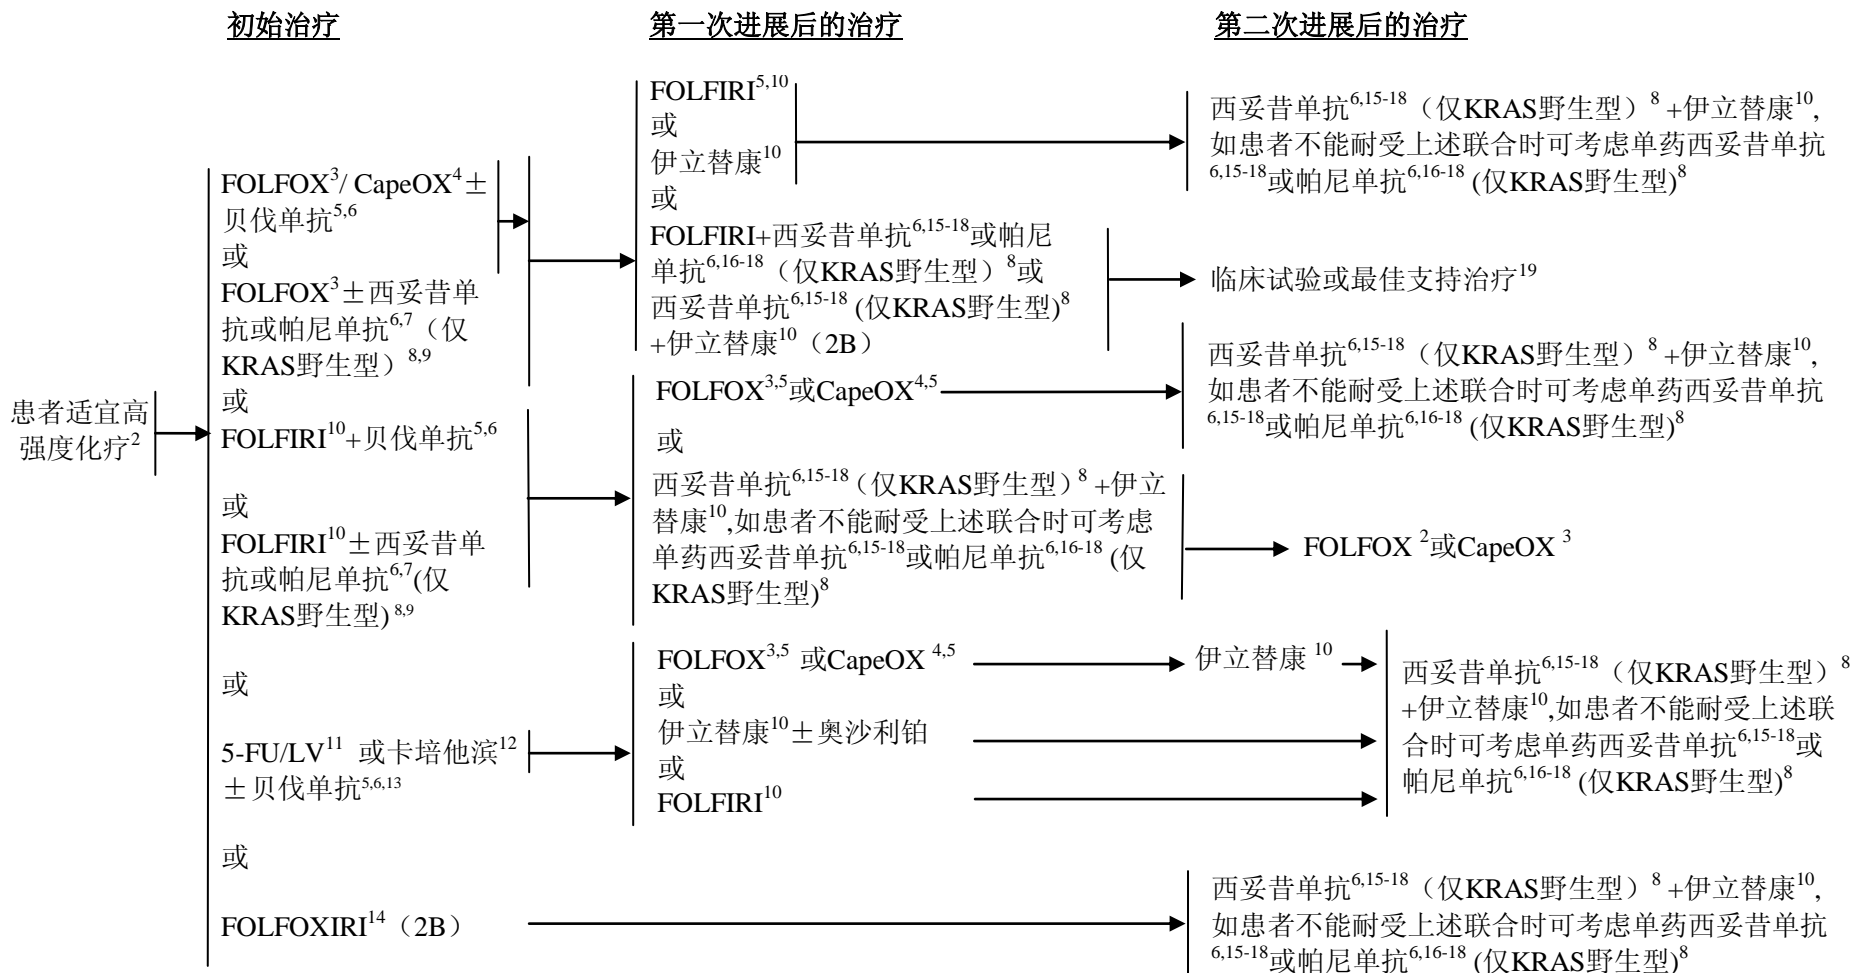 初始治疗
第一次进展后的治疗
第二次进展后的治疗
患者适宜高
强度化疗2
FOLFOX3/ CapeOX4±
贝伐单抗5,6
或
FOLFOX3±西妥昔单
抗或帕尼单抗6,7（仅
KRAS野生型）8,9
或
FOLFIRI10+贝伐单抗5,6
或
FOLFIRI10±西妥昔单
抗或帕尼单抗6,7(仅
KRAS野生型) 8,9
或
5-FU/LV11 或卡培他滨12
±贝伐单抗5,6,13
或
FOLFOXIRI14（2B）
FOLFIRI5,10
或
伊立替康10
或
FOLFIRI+西妥昔单抗6,15-18或帕尼
单抗6,16-18（仅KRAS野生型）8或
西妥昔单抗6,15-18 (仅KRAS野生型)8
+伊立替康10（2B）
FOLFOX3,5或CapeOX4,5
或
西妥昔单抗6,15-18（仅KRAS野生型）8 +伊立
替康10,如患者不能耐受上述联合时可考虑
单药西妥昔单抗6,15-18或帕尼单抗6,16-18 (仅
KRAS野生型)8
FOLFOX3,5 或CapeOX 4,5
或
伊立替康10±奥沙利铂
或
FOLFIRI10
西妥昔单抗6,15-18（仅KRAS野生型）8 +伊立替康10,
如患者不能耐受上述联合时可考虑单药西妥昔单抗
6,15-18或帕尼单抗6,16-18 (仅KRAS野生型)8
临床试验或最佳支持治疗19
西妥昔单抗6,15-18（仅KRAS野生型）8 +伊立替康10,
如患者不能耐受上述联合时可考虑单药西妥昔单抗
6,15-18或帕尼单抗6,16-18 (仅KRAS野生型)8
FOLFOX 2或CapeOX 3
伊立替康 10
西妥昔单抗6,15-18（仅KRAS野生型）8
+伊立替康10,如患者不能耐受上述联
合时可考虑单药西妥昔单抗6,15-18或
帕尼单抗6,16-18 (仅KRAS野生型)8
西妥昔单抗6,15-18（仅KRAS野生型）8 +伊立替康10,
如患者不能耐受上述联合时可考虑单药西妥昔单抗
6,15-18或帕尼单抗6,16-18 (仅KRAS野生型)8